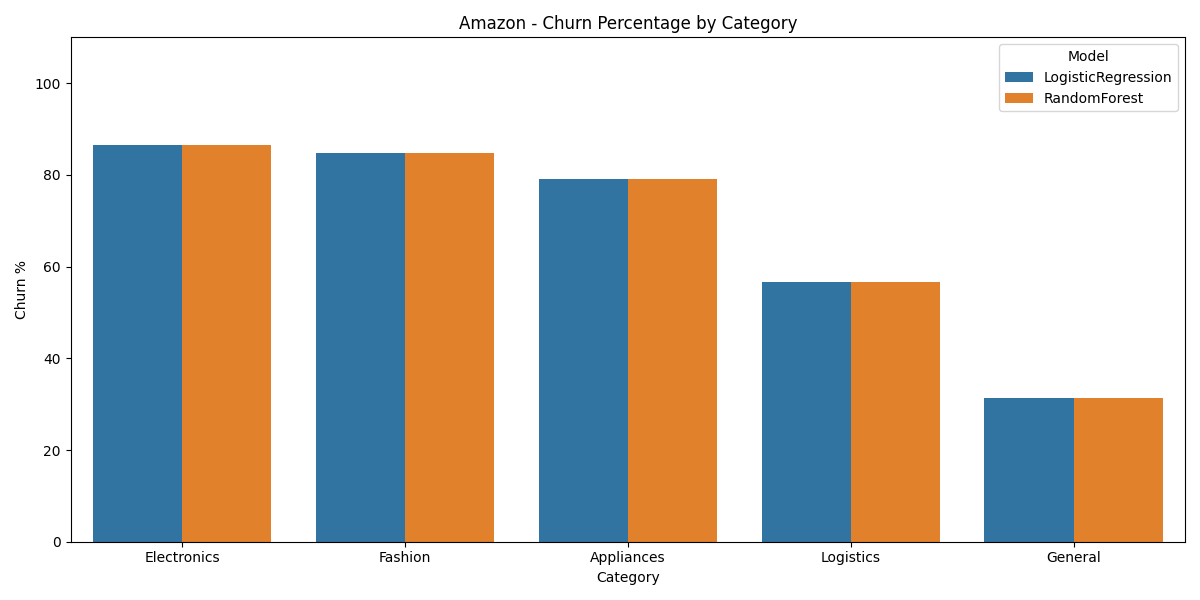 Amazon - Churn Percentage by Category
Model
LogisticRegression
RandomForest
Churn %
100
80
60
40
20
0
Electronics Fashion Appliances Logistics General
Category